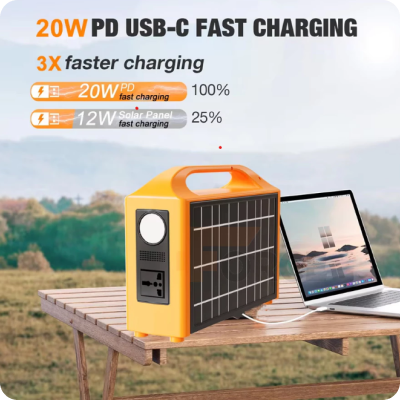 20W PD USB-C FAST CHARGING
3X faster charging
20W PD fast charging 100%
12W Solar Panel fast charging 25%